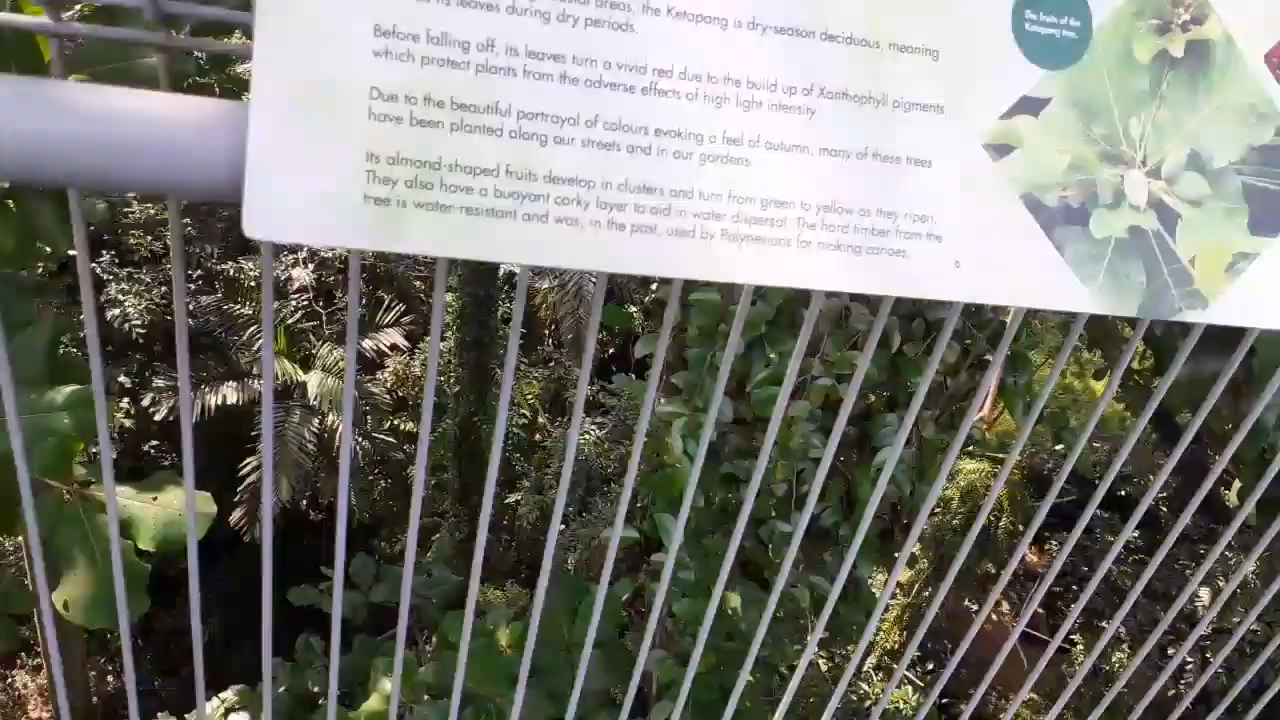 areas, the Ketapang is dry-season deciduous, meaning
its leaves during dry periods.
Before falling off, its leaves turn a vivid red due to the build up of Xanthophyll pigments
which protect plants from the adverse effects of high light intensity
Due to the beautiful portrayal of colours evoking a feel of autumn, many of these trees
have been planted along our streets and in our gardens
Its almond-shaped fruits develop in clusters and turn from green to yellow as they ripen.
They also have a buoyant corky layer to aid in water dispersal. The hard timber from the
tree is water-resistant and was, in the past, used by Polynesians for making canoes.
The fruits of the
Ketapang tree.